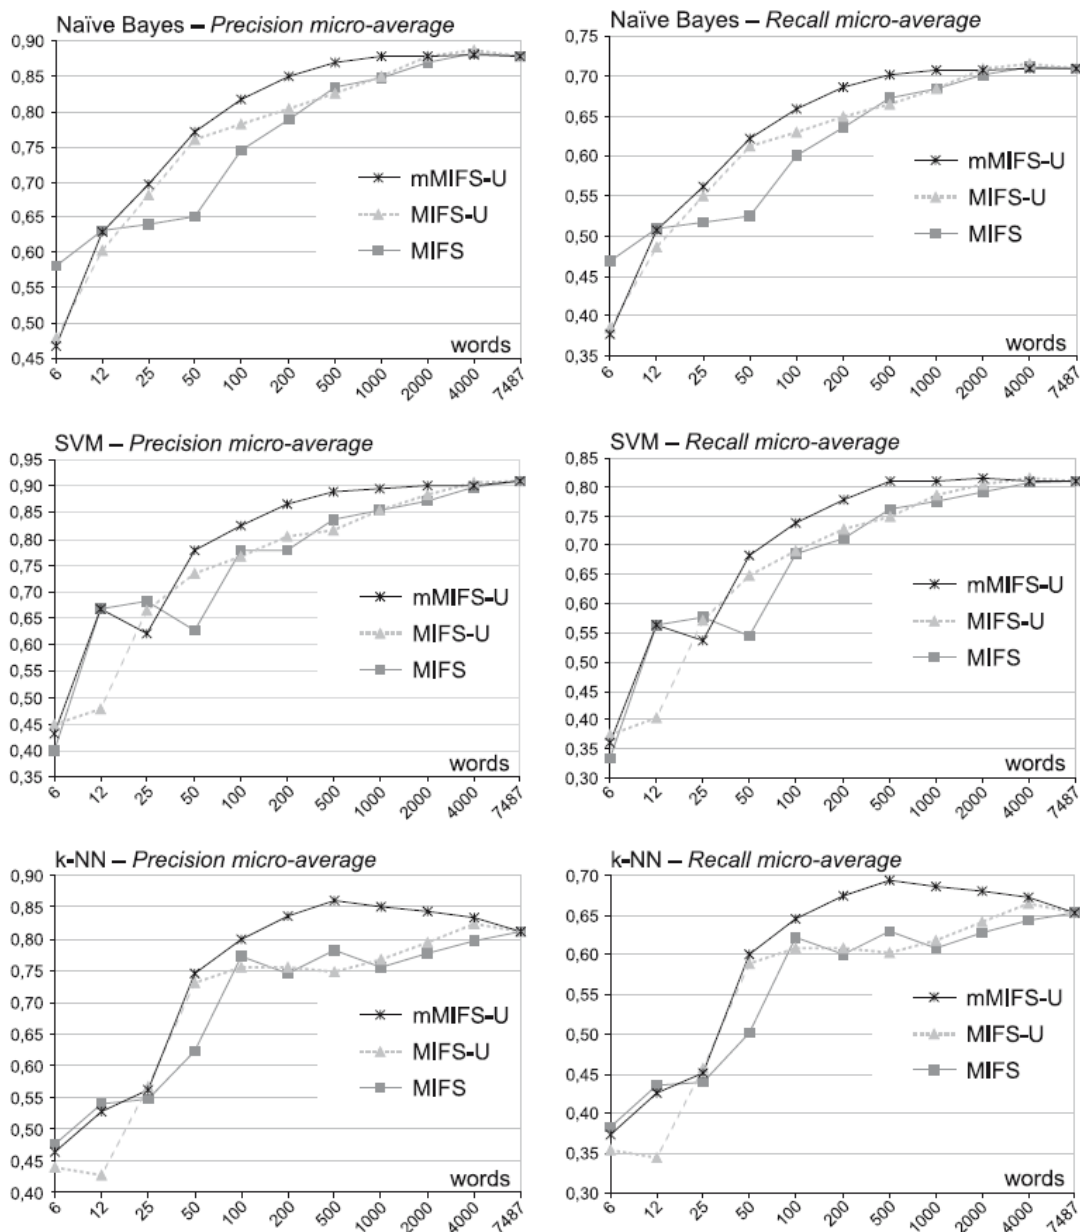 Naïve Bayes – Precision micro-average
0,90
0,85
0,80
0,75
0,70
0,65
0,60
0,55
0,50
0,45
mMIFS-U
MIFS-U
MIFS
words
6 12 25 50 100 200 500 1000 2000 4000 7487
Naïve Bayes – Recall micro-average
0,75
0,70
0,65
0,60
0,55
0,50
0,45
0,40
0,35
mMIFS-U
MIFS-U
MIFS
words
6 12 25 50 100 200 500 1000 2000 4000 7487
SVM – Precision micro-average
0,95
0,90
0,85
0,80
0,75
0,70
0,65
0,60
0,55
0,50
0,45
0,40
0,35
mMIFS-U
MIFS-U
MIFS
words
6 12 25 50 100 200 500 1000 2000 4000 7487
SVM – Recall micro-average
0,85
0,80
0,75
0,70
0,65
0,60
0,55
0,50
0,45
0,40
0,35
0,30
mMIFS-U
MIFS-U
MIFS
words
6 12 25 50 100 200 500 1000 2000 4000 7487
k-NN – Precision micro-average
0,90
0,85
0,80
0,75
0,70
0,65
0,60
0,55
0,50
0,45
0,40
mMIFS-U
MIFS-U
MIFS
words
6 12 25 50 100 200 500 1000 2000 4000 7487
k-NN – Recall micro-average
0,70
0,65
0,60
0,55
0,50
0,45
0,40
0,35
0,30
mMIFS-U
MIFS-U
MIFS
words
6 12 25 50 100 200 500 1000 2000 4000 7487